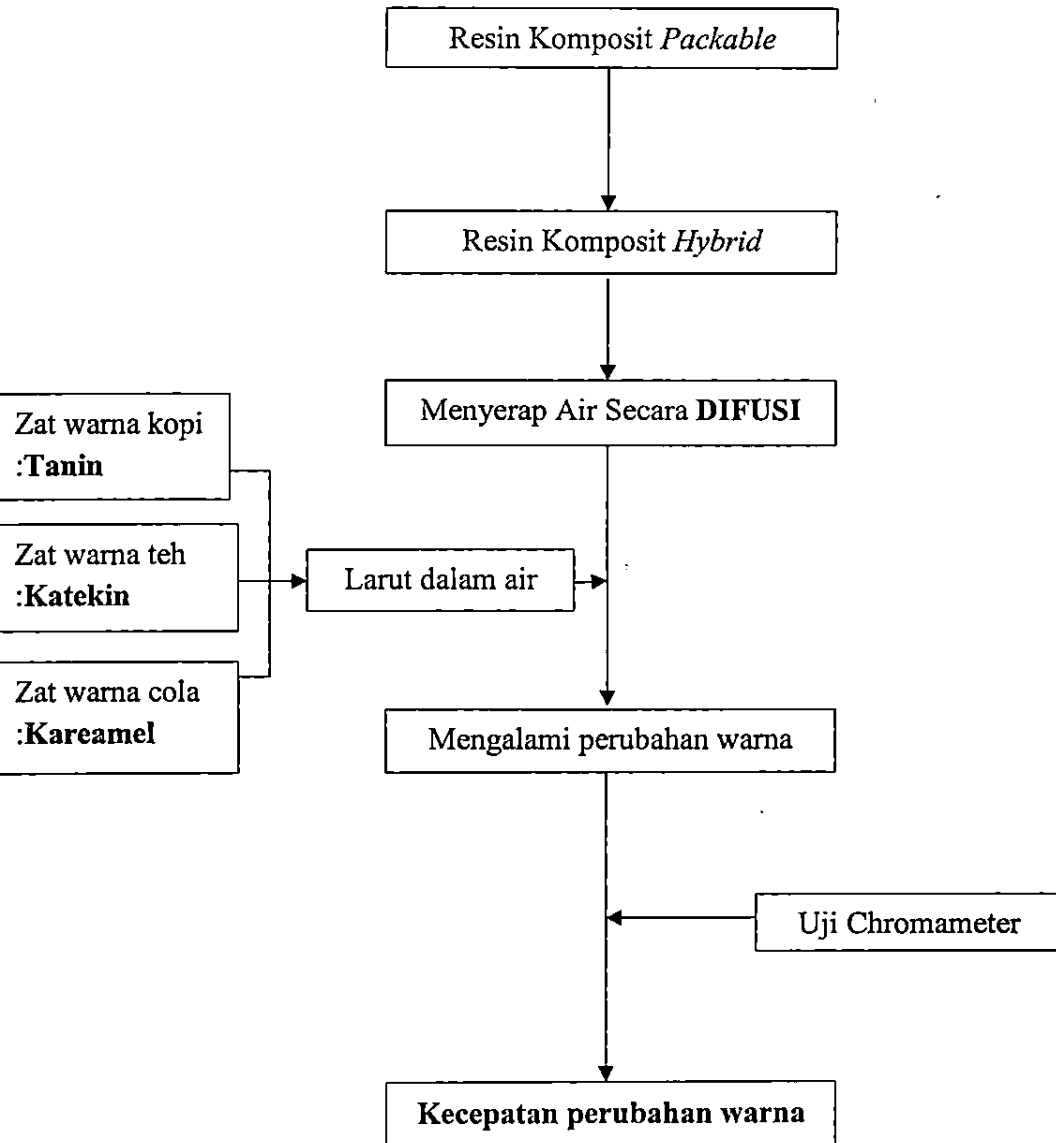 Resin Komposit Packable
Resin Komposit Hybrid
Menyerap Air Secara DIFUSI
Zat warna kopi
:Tanin
Zat warna teh
:Katekin
Zat warna cola
:Kareamel
Larut dalam air
Mengalami perubahan warna
Uji Chromameter
Kecepatan perubahan warna